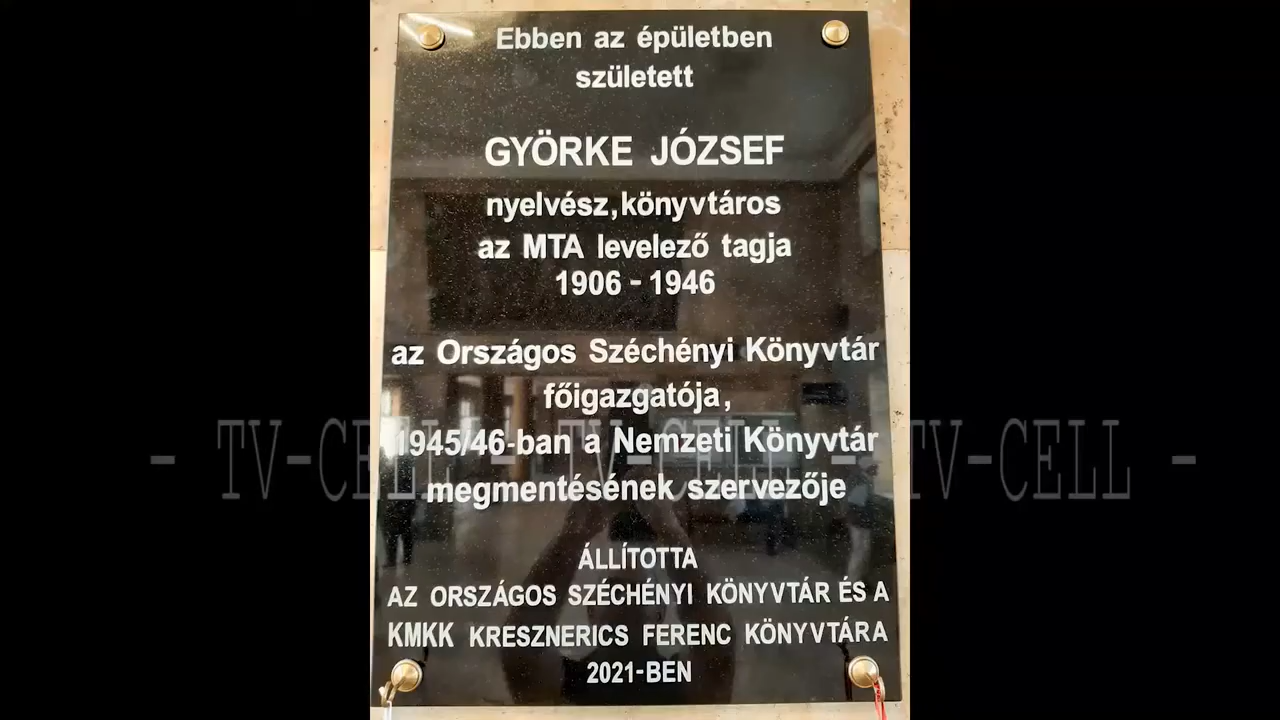 Ebben az épületben
született
GYÖRKE JÓZSEF
nyelvész, könyvtáros
az MTA levelező tagja
1906 - 1946
az Országos Széchényi Könyvtár
főigazgatója,
1945/46-ban a Nemzeti Könyvtár
megmentésének szervezője
ÁLLÍTOTTA
AZ ORSZÁGOS SZÉCHÉNYI KÖNYVTÁR ÉS A
KMKK KRESZNERICS FERENC KÖNYVTÁRA
2021-BEN
- TV-CELL - TV-CELL - TV-CELL -